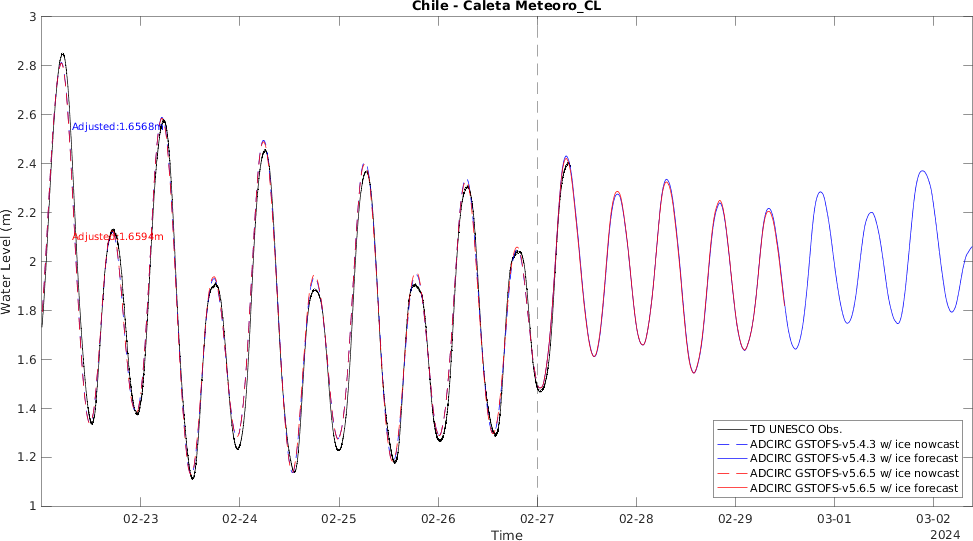 Chile - Caleta Meteoro_CL
3
2.8
2.6
2.4
2.2
2
1.8
1.6
1.4
1.2
1
Water Level (m)
Adjusted:1.6568m
Adjusted:1.6594m
TD UNESCO Obs.
ADCIRC GSTOFS-v5.4.3 w/ ice nowcast
ADCIRC GSTOFS-v5.4.3 w/ ice forecast
ADCIRC GSTOFS-v5.6.5 w/ ice nowcast
ADCIRC GSTOFS-v5.6.5 w/ ice forecast
02-23 02-24 02-25 02-26 02-27 02-28 02-29 03-01 03-02
2024
Time